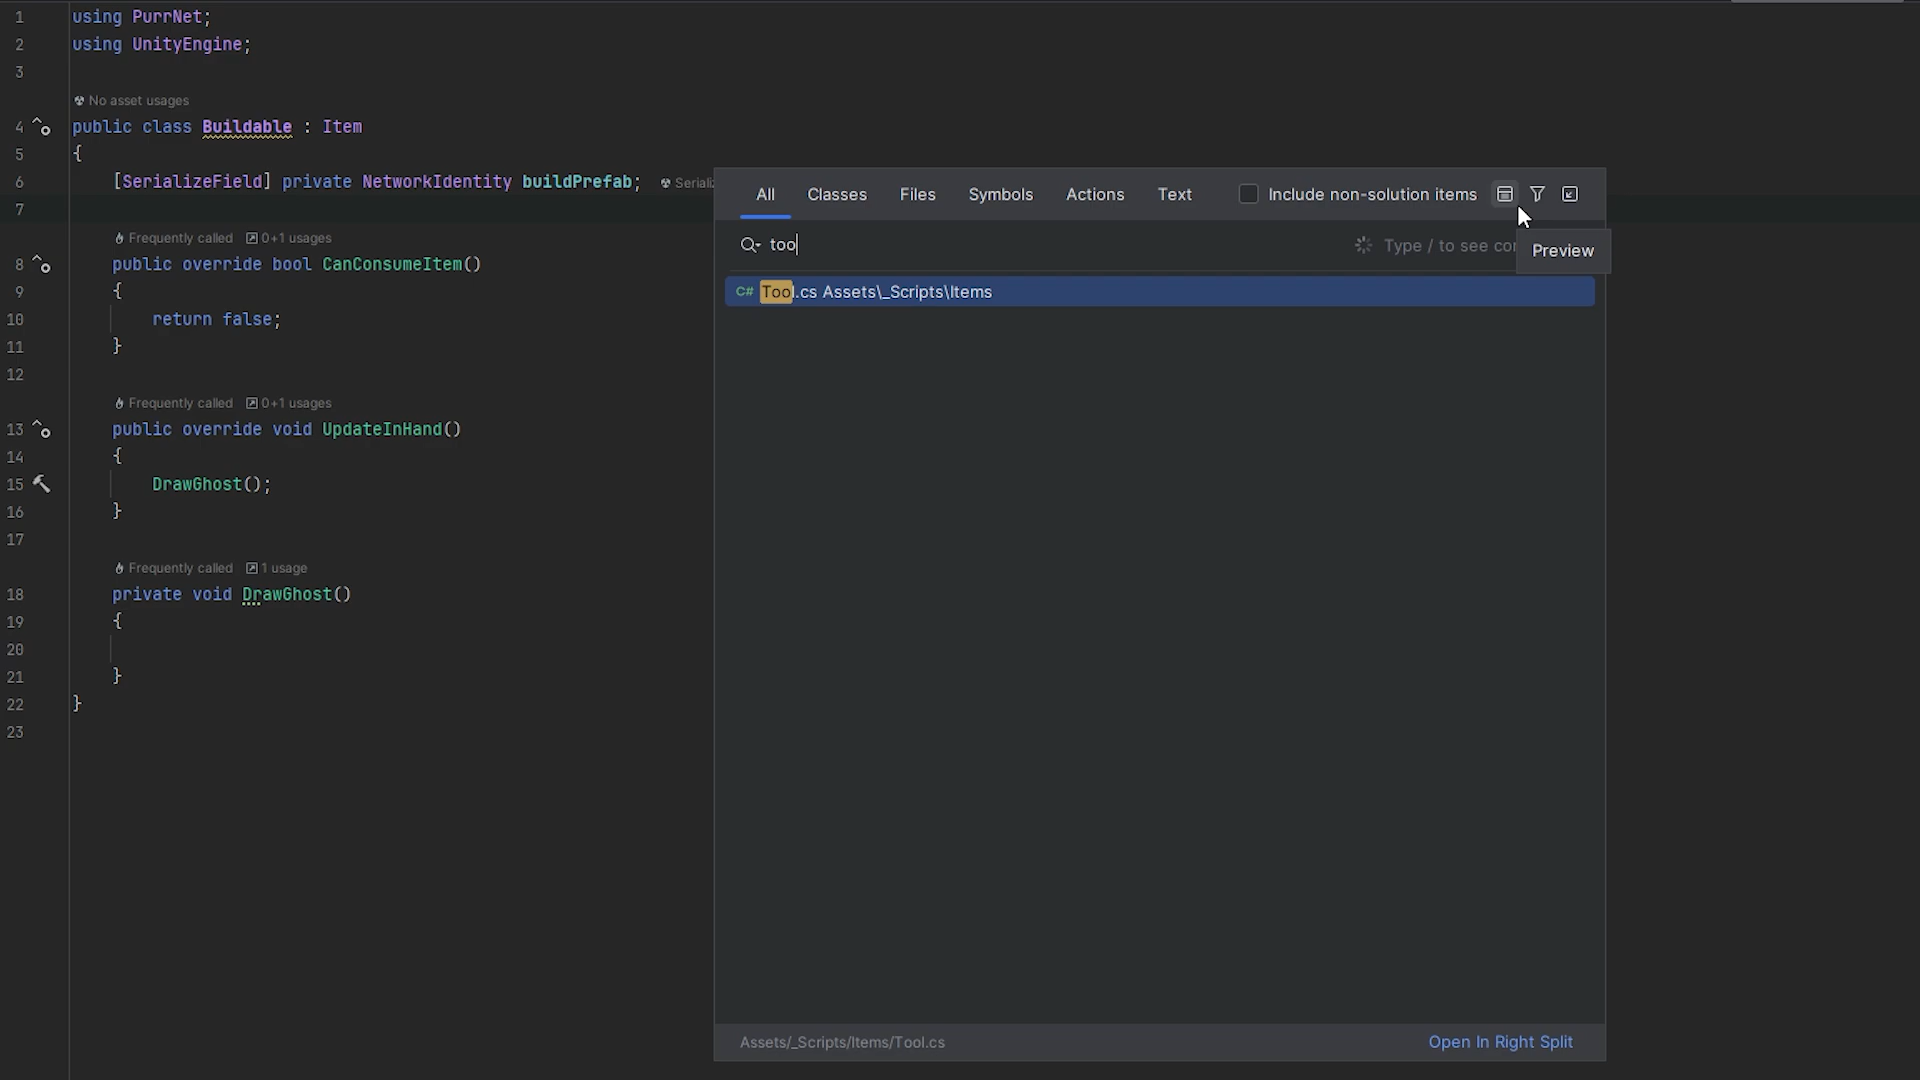 1 using PurrNet;
2 using UnityEngine;
3
No asset usages
4 public class Buildable : Item
5 {
6 [SerializeField] private NetworkIdentity buildPrefab;
7
Frequently called 0+1 usages
8 public override bool CanConsumeItem()
9 {
10 return false;
11 }
12
Frequently called 0+1 usages
13 public override void UpdateInHand()
14 {
15 DrawGhost();
16 }
17
Frequently called 1 usage
18 private void DrawGhost()
19 {
20
21 }
22 }
23
All Classes Files Symbols Actions Text Include non-solution items
too Type / to see
Preview
C# Tool.cs Assets\_Scripts\Items
Assets/_Scripts/Items/Tool.cs Open In Right Split